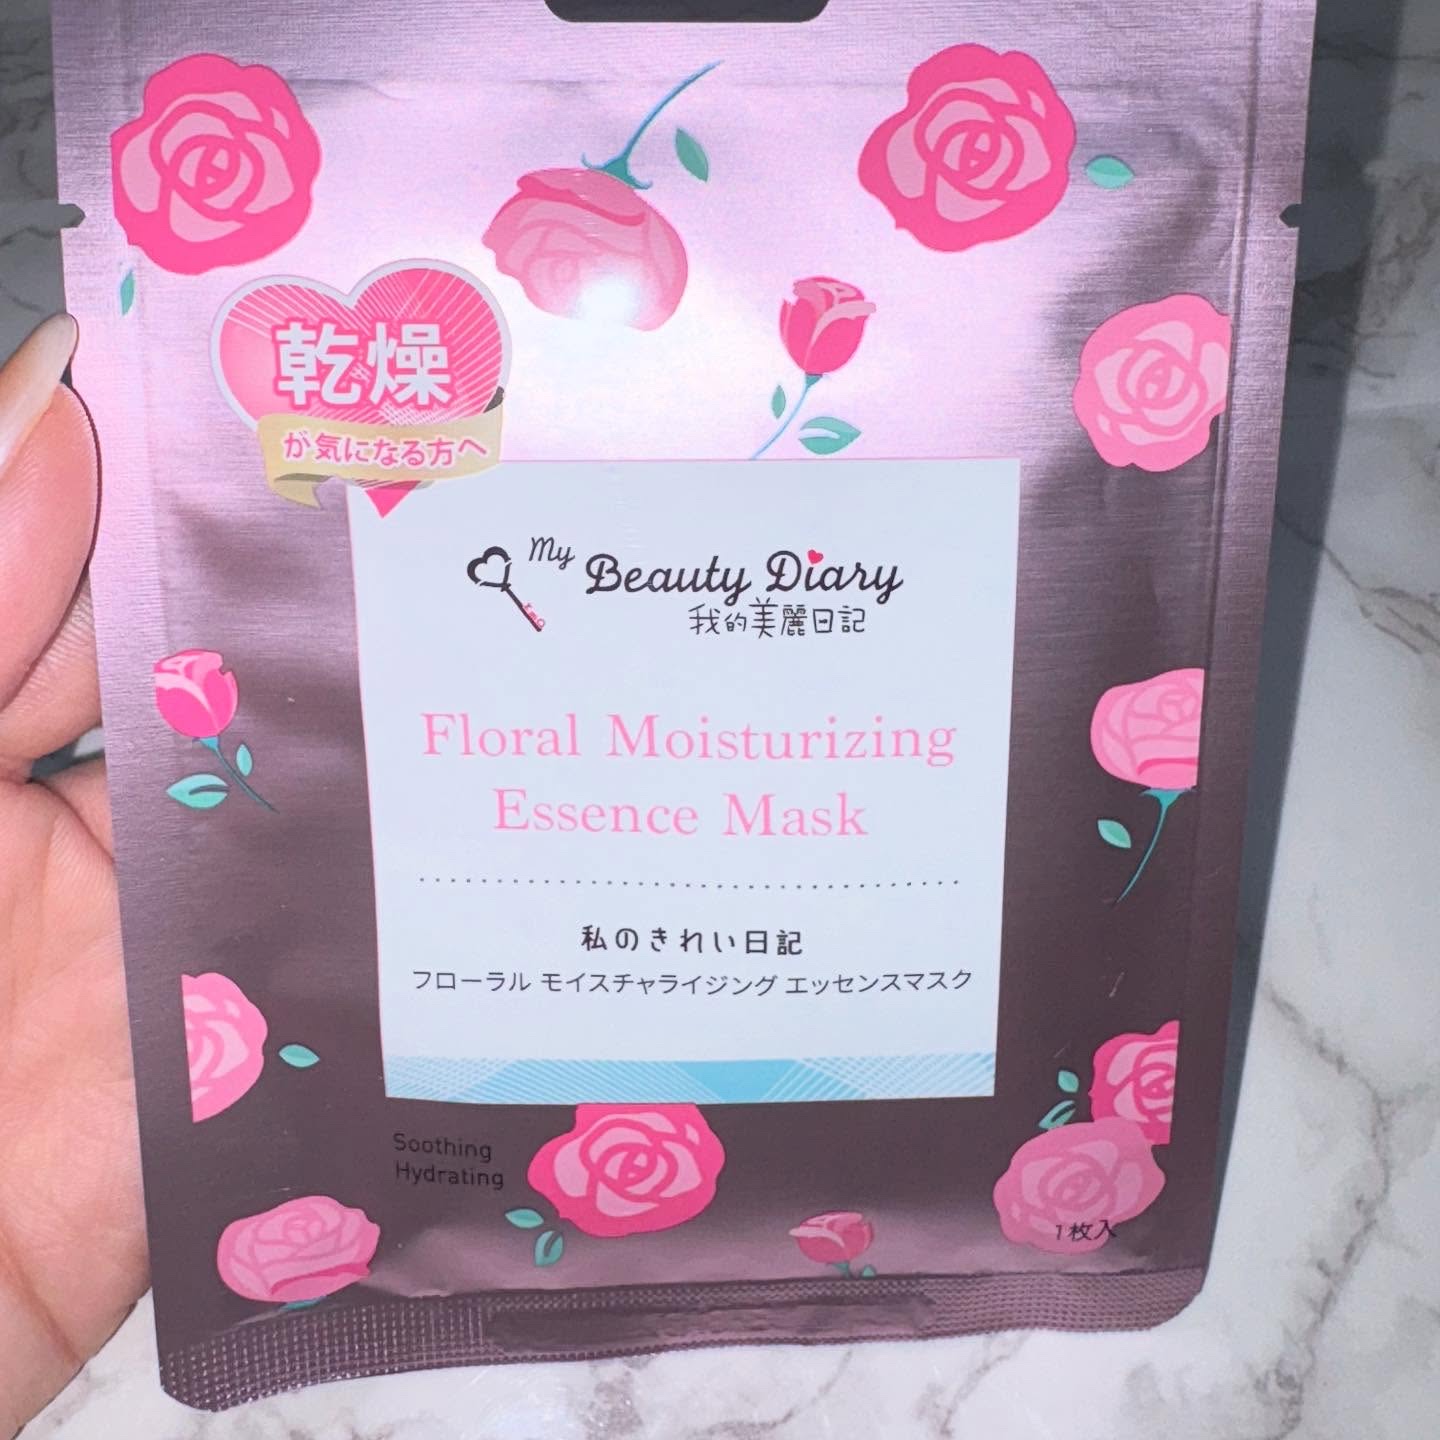 乾燥
が気になる方へ
My Beauty Diary
我的美麗日記
Floral Moisturizing
Essence Mask
私のきれい日記
フローラル モイスチャライジング エッセンスマスク
Soothing
Hydrating
1枚入